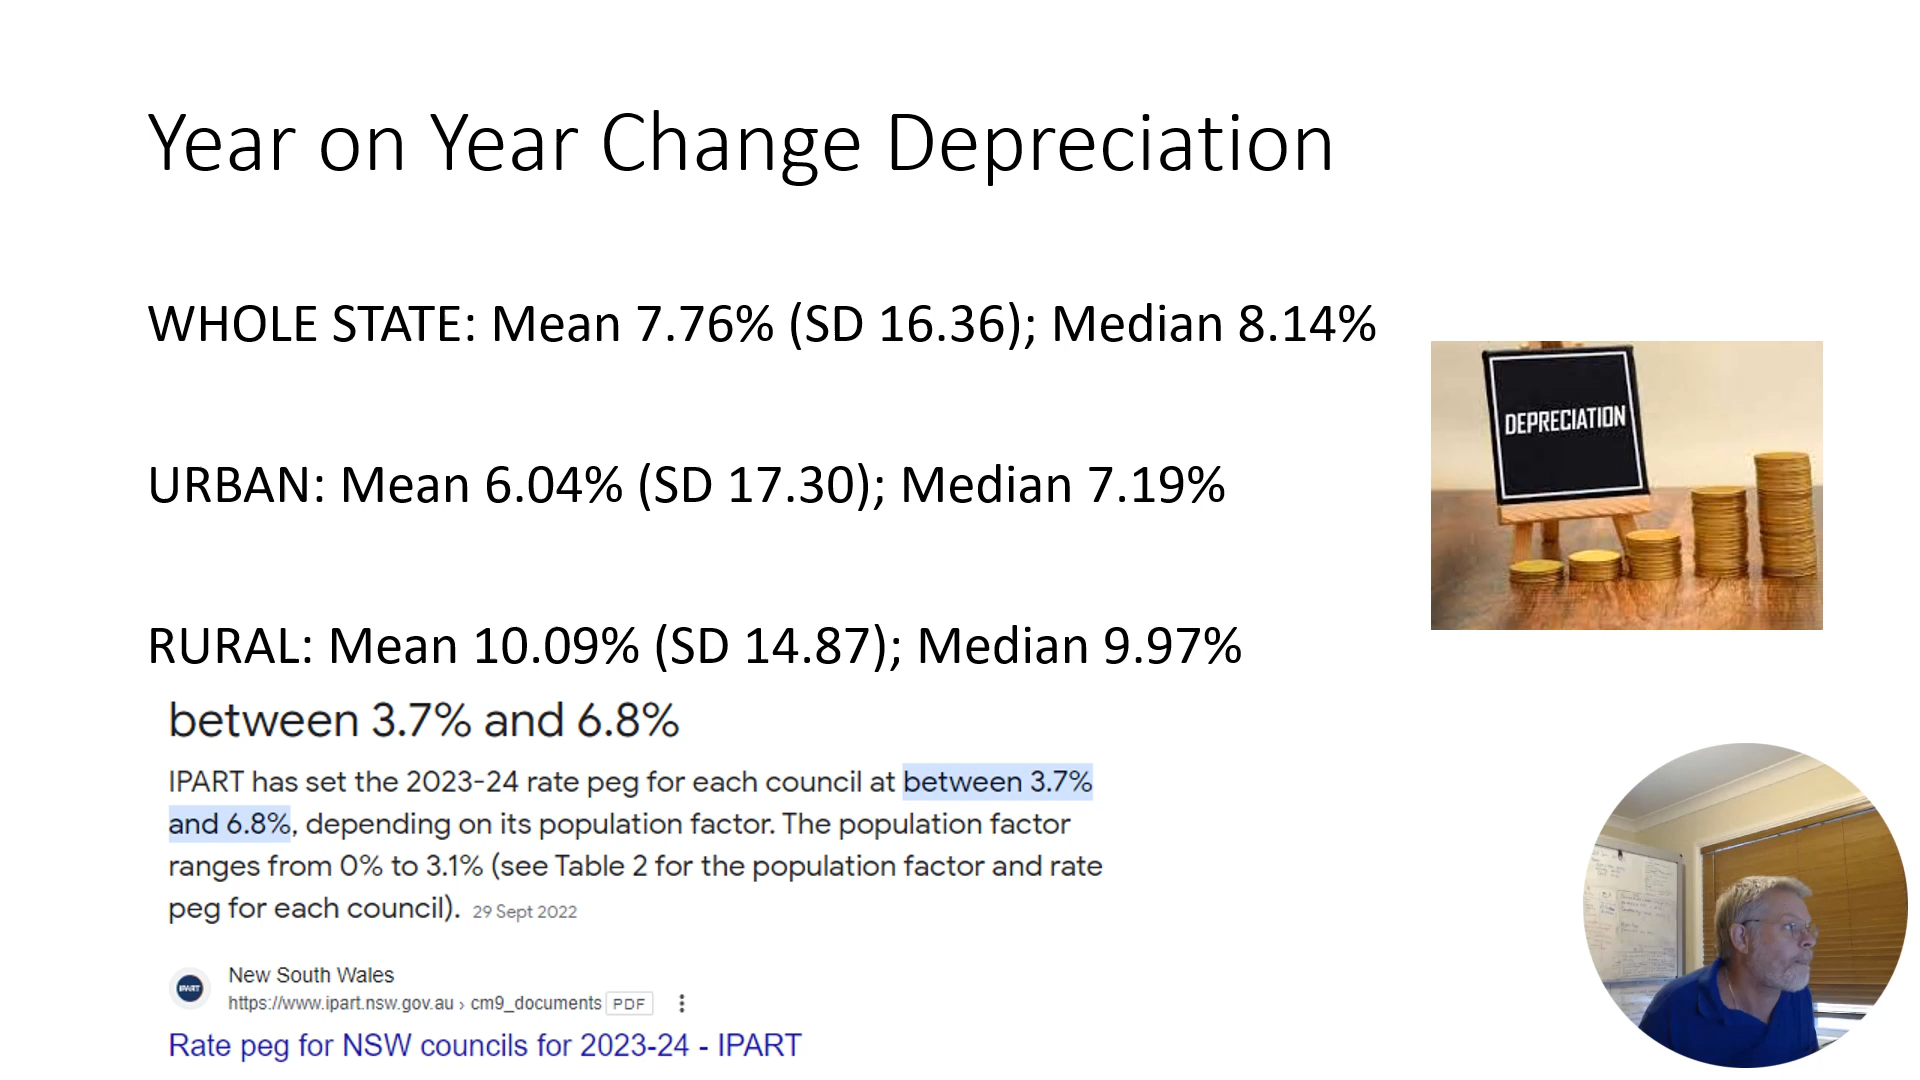 Year on Year Change Depreciation
WHOLE STATE: Mean 7.76% (SD 16.36); Median 8.14%
DEPRECIATION
URBAN: Mean 6.04% (SD 17.30); Median 7.19%
RURAL: Mean 10.09% (SD 14.87); Median 9.97%
between 3.7% and 6.8%
IPART has set the 2023-24 rate peg for each council at between 3.7%
and 6.8%, depending on its population factor. The population factor
ranges from 0% to 3.1% (see Table 2 for the population factor and rate
peg for each council). 29 Sept 2022
IPART
New South Wales
https://www.ipart.nsw.gov.au › cm9_documents PDF
Rate peg for NSW councils for 2023-24 - IPART